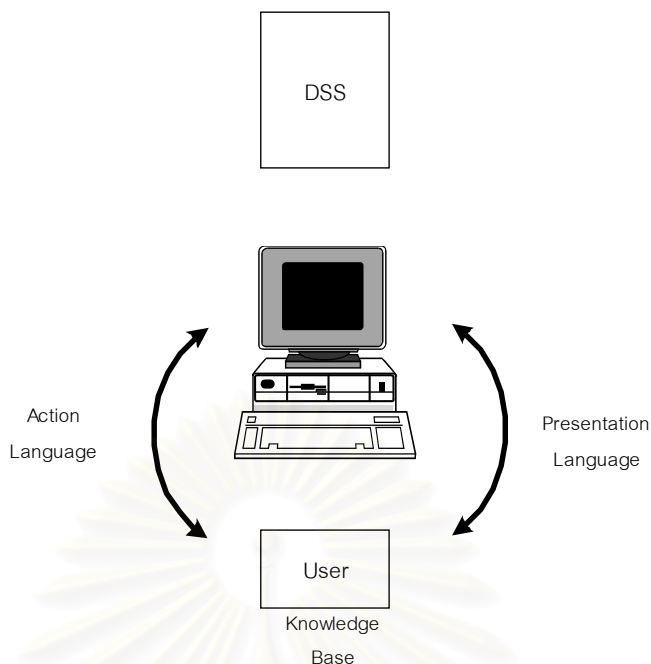 DSS
Action
Language
Presentation
Language
User
Knowledge
Base